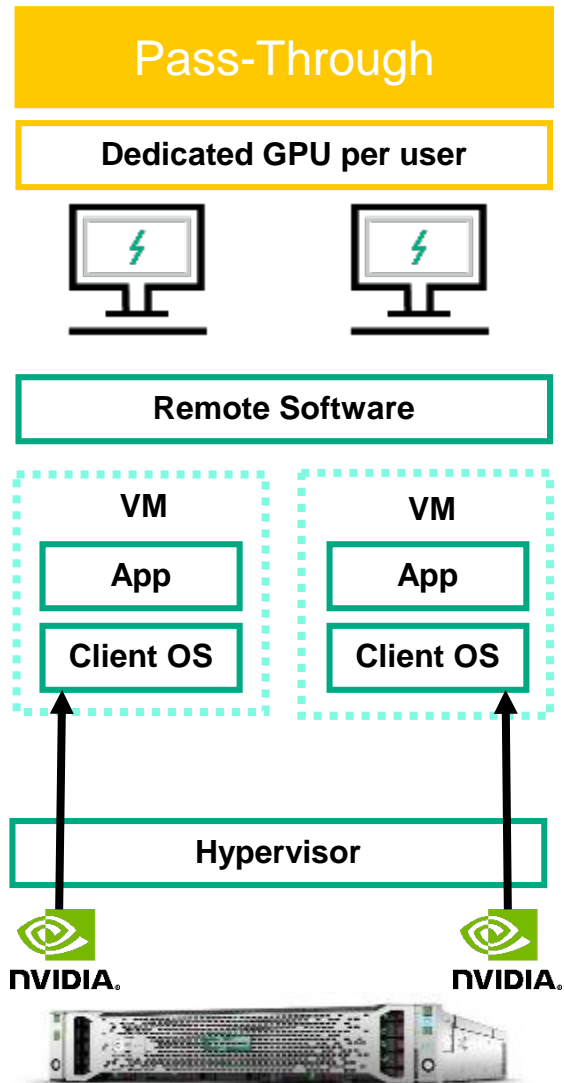 Pass-Through
Dedicated GPU per user
Remote Software
VM
VM
App
App
Client OS
Client OS
Hypervisor
NVIDIA.
NVIDIA.